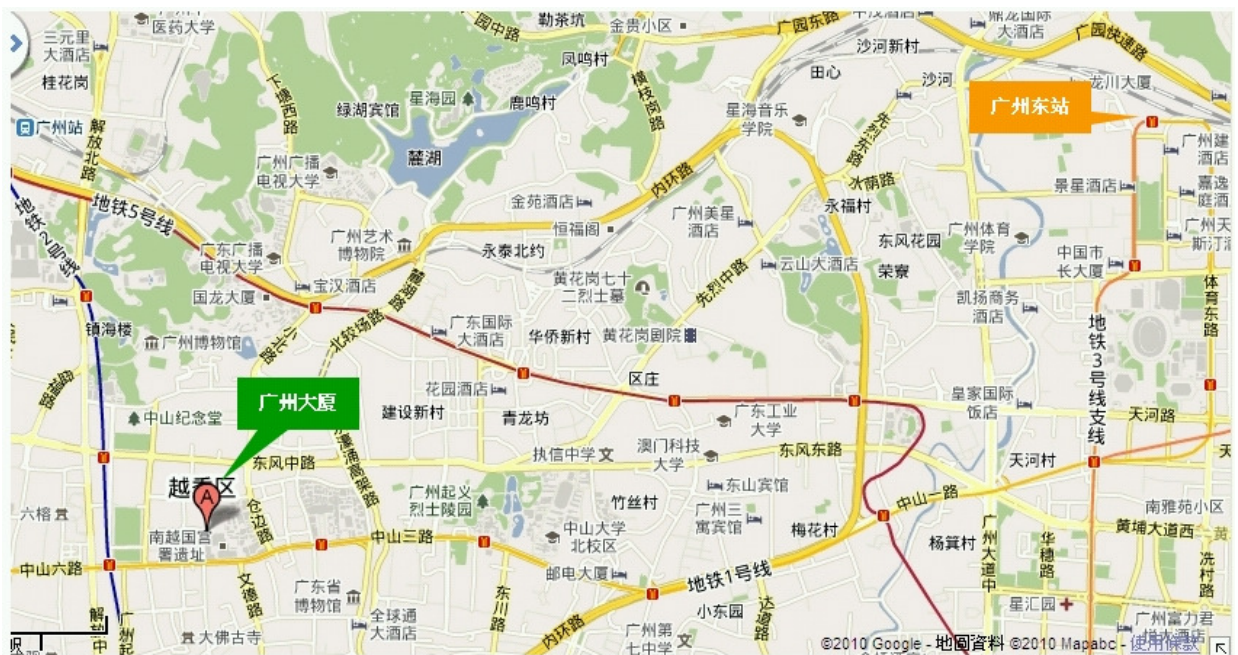 医药大学
三元里
大酒店
桂花岗
广州站
解放北路
下塘西路
广园中路
勒茶坑
金贵小区
凤鸣村
鹿鸣村
横枝岗路
绿湖宾馆
星海园
麓湖
广园东路
沙河新村
田心
沙河
鼎龙国际
大酒店
广园快速路
龙川大厦
广州东站
星海音乐
学院
先烈东路
广州建
酒店
嘉逸
庭酒
广州天
斯汀酒
景星酒店
中国市
长大厦
地铁5号线
地铁2号线
广州广播
电视大学
广东广播
电视大学
广州艺术
博物院
金苑酒店
恒福阁
永泰北约
内环路
广州美星
酒店
永福村
东风花园
广州体育
学院
云山大酒店
荣寮
先烈中路
黄花岗七十
二烈士墓
宝汉酒店
国龙大厦
麓湖路
小北路
北较场路
镇海楼
广州博物馆
广东国际
大酒店
华侨新村
黄花岗剧院
凯扬商务
酒店
体育东路
地铁3号线支线
区庄
花园酒店
建设新村
青龙坊
广州大厦
中山纪念堂
广东工业
大学
皇家国际
饭店
天河路
东风中路
越秀区
A
执信中学
澳门科技
大学
东风东路
天河村
六榕
仓边路
广州起义
烈士陵园
竹丝村
东山宾馆
广州三
寓宾馆
中山一路
南雅苑小区
黄埔大道西
南越国宫
署遗址
中山三路
中山大学
北校区
梅花村
杨箕村
广州大道中
华穗路
冼村路
中山六路
邮电大厦
地铁1号线
文德路
广东省
博物馆
全球通
大酒店
东川路
小东园
星汇园
广州富力君
大佛古寺
内环路
广州第
七中学
©2010 Google - 地圖資料 ©2010 Mapabc - 使用條款